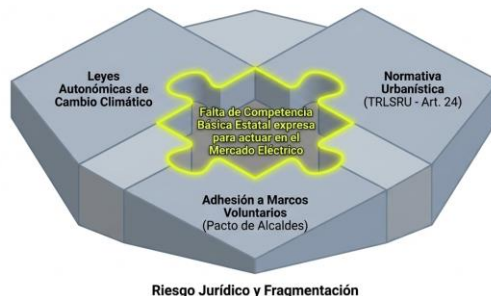 Leyes
Autonómicas de
Cambio Climático
Normativa
Urbanística
(TRLSRU - Art. 24)
Falta de Competencia
Básica Estatal expresa
para actuar en el
Mercado Electrico
Adhesión a Marcos
Voluntarios
(Pacto de Alcaldes)
Riesgo Jurídico y Fragmentación